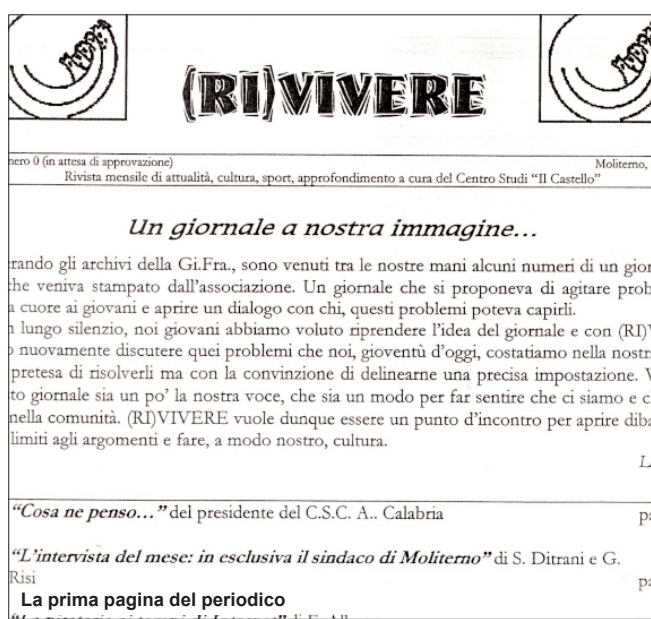 (RI)VIVERE
nero 0 (in attesa di approvazione) Moliterno,
Rivista mensile di attualità, cultura, sport, approfondimento a cura del Centro Studi “Il Castello”
Un giornale a nostra immagine…
rando gli archivi della Gi.Fra., sono venuti tra le nostre mani alcuni numeri di un gior
he veniva stampato dall’associazione. Un giornale che si proponeva di agitare prob
a cuore ai giovani e aprire un dialogo con chi, questi problemi poteva capirli.
n lungo silenzio, noi giovani abbiamo voluto riprendere l’idea del giornale e con (RI)V
o nuovamente discutere quei problemi che noi, gioventù d’oggi, costatiamo nella nostr
pretesa di risolverli ma con la convinzione di delinearne una precisa impostazione. V
to giornale sia un po’ la nostra voce, che sia un modo per far sentire che ci siamo e c
nella comunità. (RI)VIVERE vuole dunque essere un punto d’incontro per aprire diba
limiti agli argomenti e fare, a modo nostro, cultura.
L
“Cosa ne penso…” del presidente del C.S.C. A.. Calabria pa
“L’intervista del mese: in esclusiva il sindaco di Moliterno” di S. Ditrani e G.
Risi pa
La prima pagina del periodico